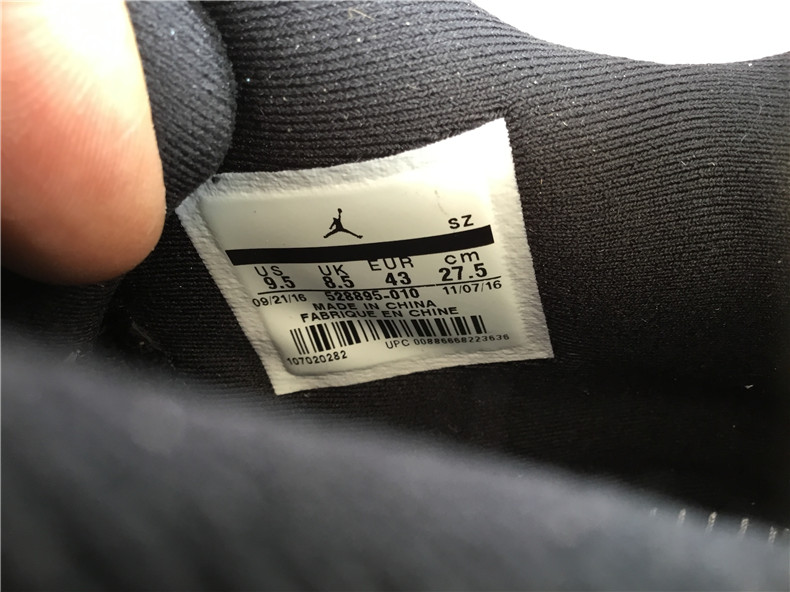 SZ
US UK EUR cm
9.5 8.5 43 27.5
09/21/16 528895-010 11/07/16
MADE IN CHINA
FABRIQUE EN CHINE
107020282 UPC 00886668223636